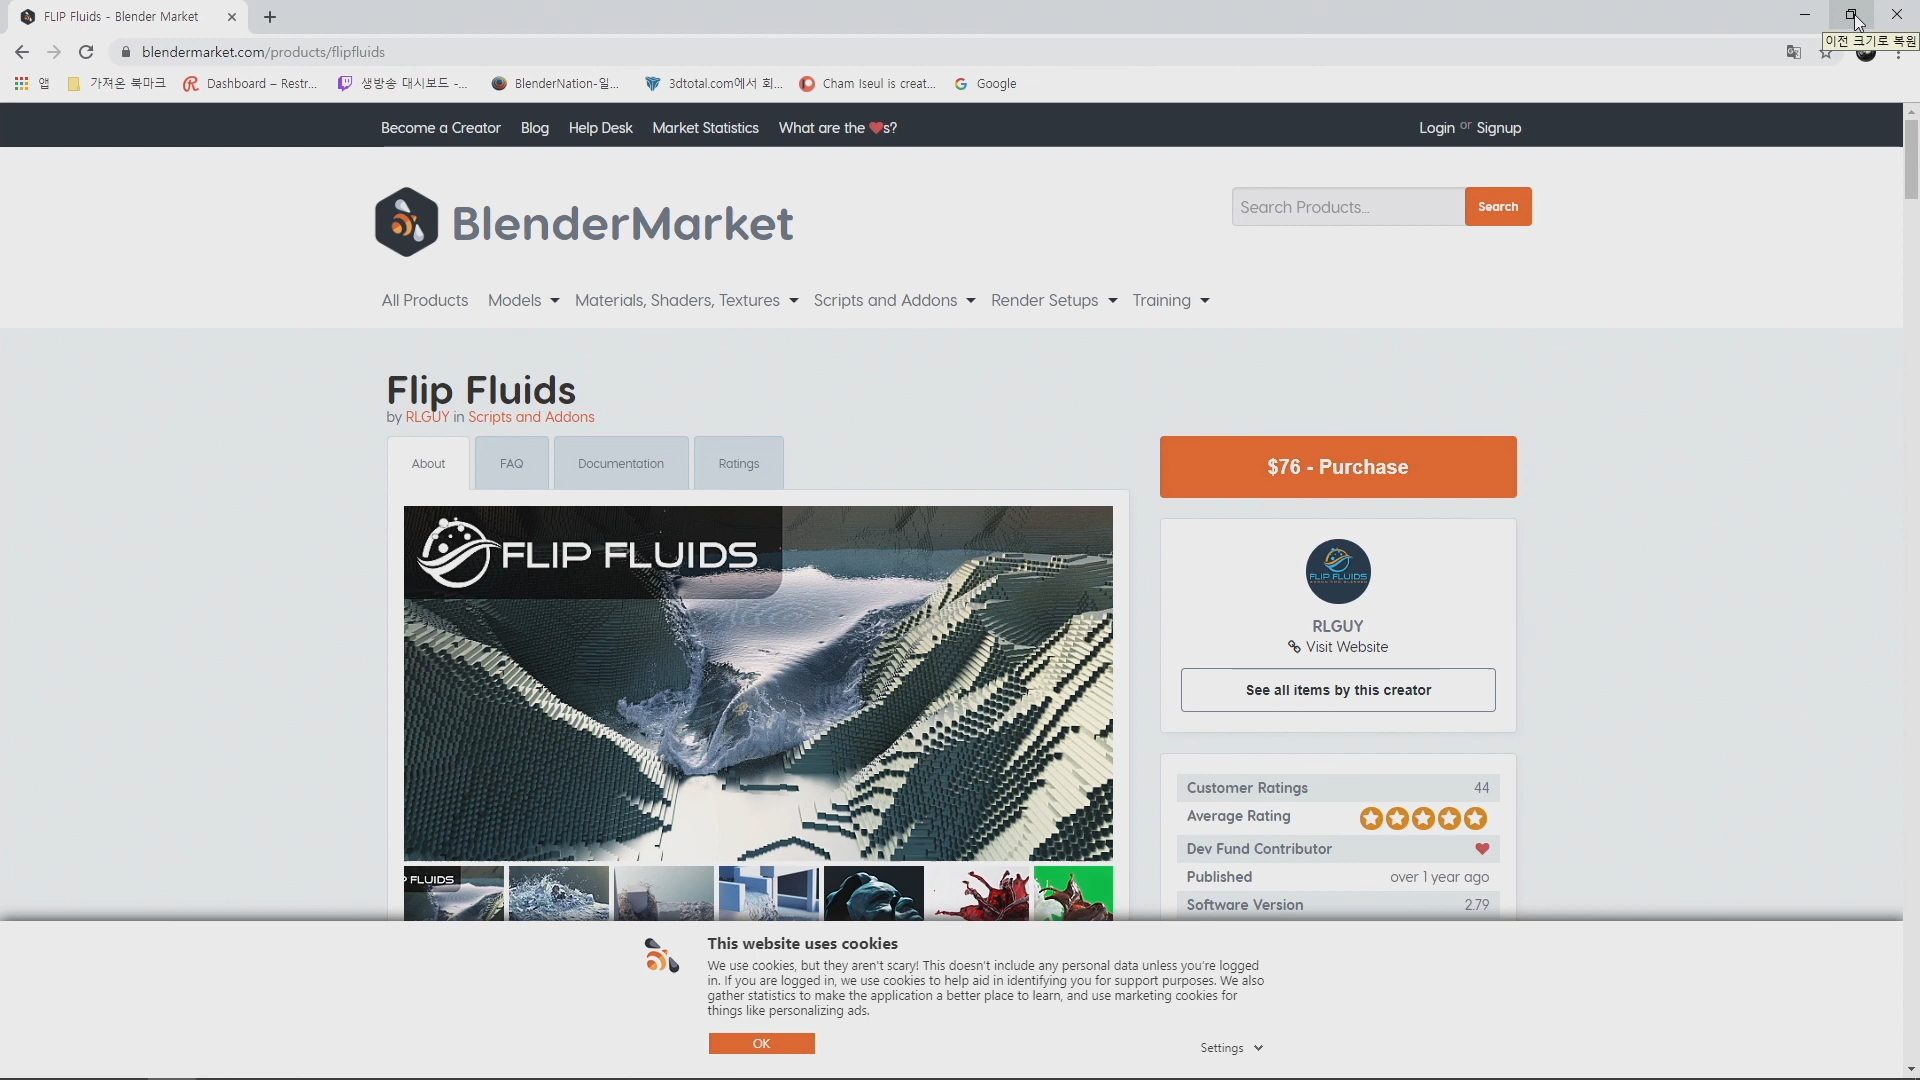 FLIP Fluids - Blender Market
blendermarket.com/products/flipfluids
이전 크기로 복원
앱
가져온 북마크
Dashboard – Restr...
생방송 대시보드 -...
BlenderNation-일...
3dtotal.com에서 회...
Cham Iseul is creat...
Google
Become a Creator
Blog
Help Desk
Market Statistics
What are the ❤s?
Login or Signup
BlenderMarket
Search Products...
Search
All Products
Models
Materials, Shaders, Textures
Scripts and Addons
Render Setups
Training
Flip Fluids
by RLGUY in Scripts and Addons
About
FAQ
Documentation
Ratings
$76 - Purchase
FLIP FLUIDS
FLIP FLUIDS
RLGUY
Visit Website
See all items by this creator
Customer Ratings 44
Average Rating
Dev Fund Contributor
Published over 1 year ago
Software Version 2.79
FLUIDS
This website uses cookies
We use cookies, but they aren't scary! This doesn't include any personal data unless you're logged
in. If you are logged in, we use cookies to help aid in identifying you for support purposes. We also
gather statistics to make the application a better place to learn, and use marketing cookies for
things like personalizing ads.
OK
Settings